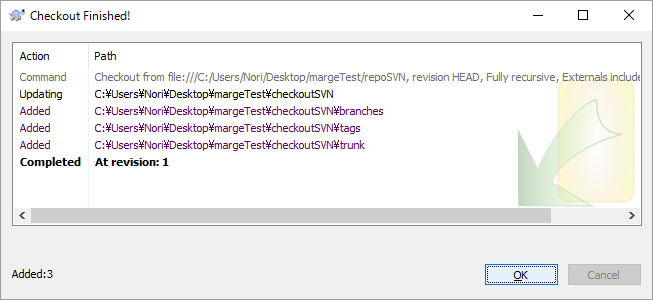 Checkout Finished!
Action Path
Command Checkout from file:///C:/Users/Nori/Desktop/margeTest/repoSVN, revision HEAD, Fully recursive, Externals include
Updating C:¥Users¥Nori¥Desktop¥margeTest¥checkoutSVN
Added C:¥Users¥Nori¥Desktop¥margeTest¥checkoutSVN¥branches
Added C:¥Users¥Nori¥Desktop¥margeTest¥checkoutSVN¥tags
Added C:¥Users¥Nori¥Desktop¥margeTest¥checkoutSVN¥trunk
Completed At revision: 1
Added:3 OK Cancel